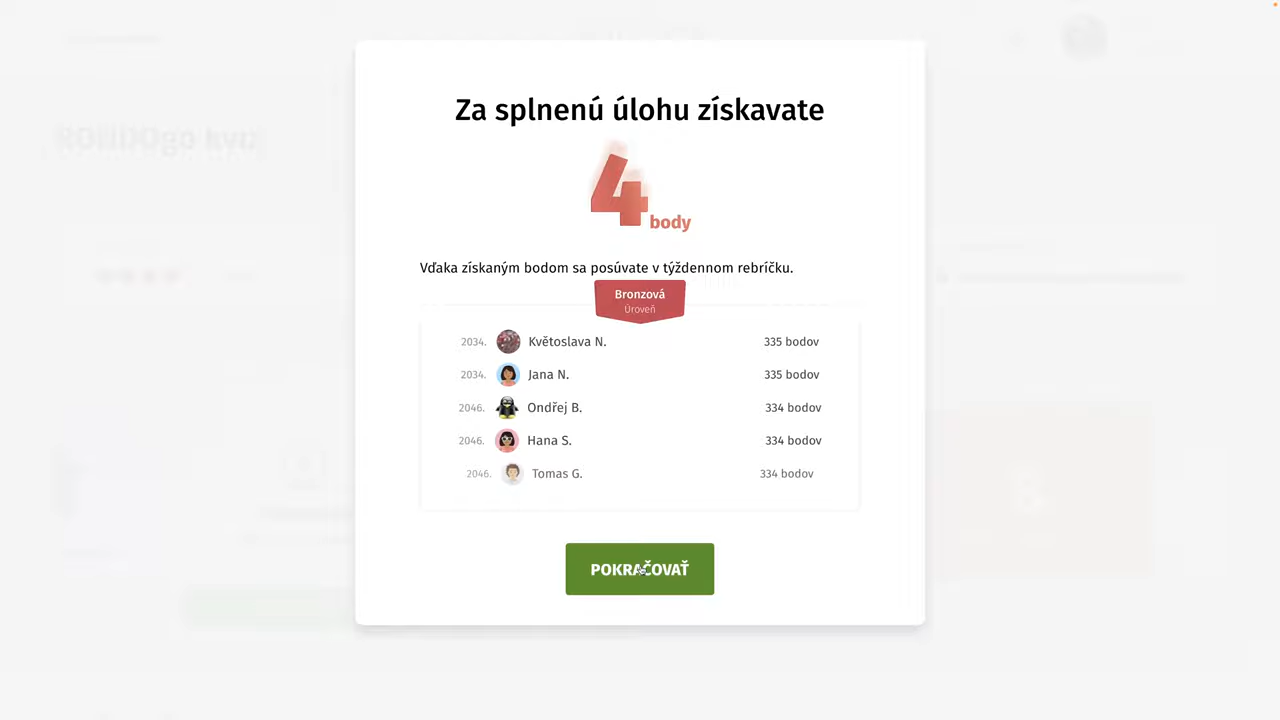 Za splnenú úlohu získavate
4 body
Vďaka získaným bodom sa posúvate v týždennom rebríčku.
Bronzová
Úroveň
2034. Květoslava N. 335 bodov
2034. Jana N. 335 bodov
2046. Ondřej B. 334 bodov
2046. Hana S. 334 bodov
2046. Tomas G. 334 bodov
POKRAČOVAŤ